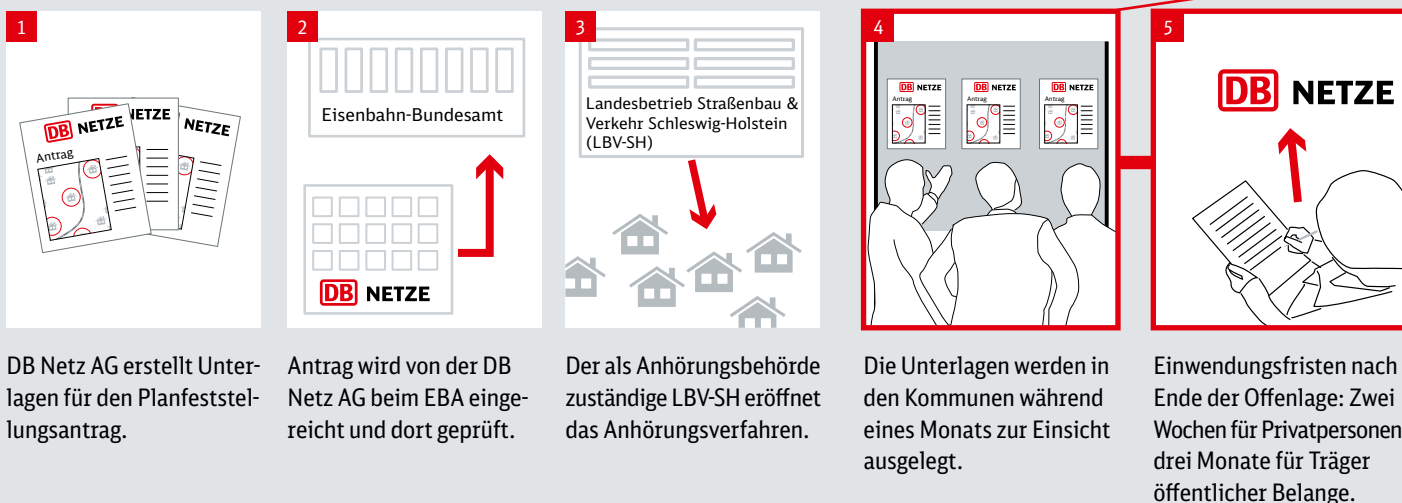 1
DB NETZE
NETZE
NETZE
Antrag
DB Netz AG erstellt Unter-
lagen für den Planfeststel-
lungsantrag.
2
Eisenbahn-Bundesamt
DB NETZE
Antrag wird von der DB
Netz AG beim EBA einge-
reicht und dort geprüft.
3
Landesbetrieb Straßenbau &
Verkehr Schleswig-Holstein
(LBV-SH)
Der als Anhörungsbehörde
zuständige LBV-SH eröffnet
das Anhörungsverfahren.
4
DB NETZE
Antrag
DB NETZE
Antrag
DB NETZE
Antrag
Die Unterlagen werden in
den Kommunen während
eines Monats zur Einsicht
ausgelegt.
5
DB NETZE
Einwendungsfristen nach
Ende der Offenlage: Zwei
Wochen für Privatpersonen
drei Monate für Träger
öffentlicher Belange.